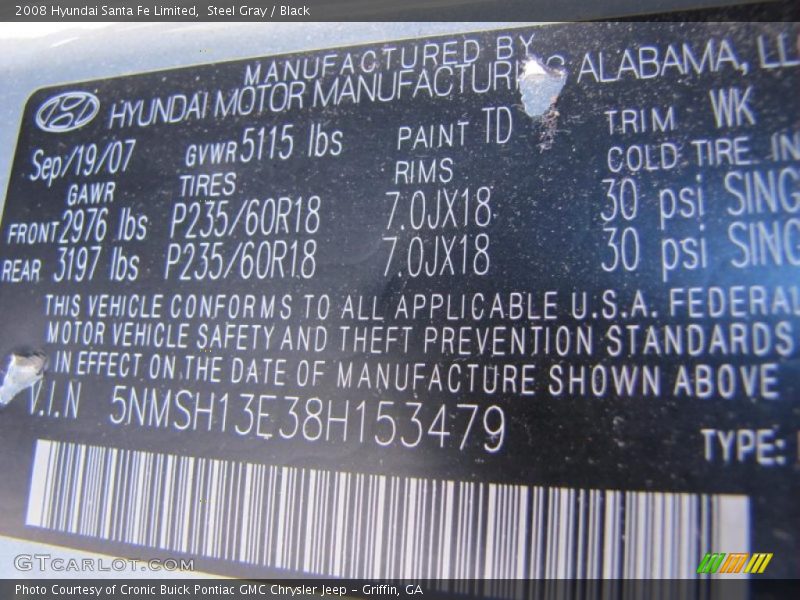 2008 Hyundai Santa Fe Limited, Steel Gray / Black
MANUFACTURED BY
HYUNDAI MOTOR MANUFACTURING ALABAMA, LL
Sep/19/07 GVWR 5115 lbs PAINT TD TRIM WK
GAWR TIRES RIMS COLD TIRE IN
FRONT 2976 lbs P235/60R18 7.0JX18 30 psi SING
REAR 3197 lbs P235/60R18 7.0JX18 30 psi SING
THIS VEHICLE CONFORMS TO ALL APPLICABLE U.S.A. FEDERAL
MOTOR VEHICLE SAFETY AND THEFT PREVENTION STANDARDS
IN EFFECT ON THE DATE OF MANUFACTURE SHOWN ABOVE
V.I.N 5NMSH13E38H153479
TYPE:
GTcarlot.com
Photo Courtesy of Cronic Buick Pontiac GMC Chrysler Jeep – Griffin, GA